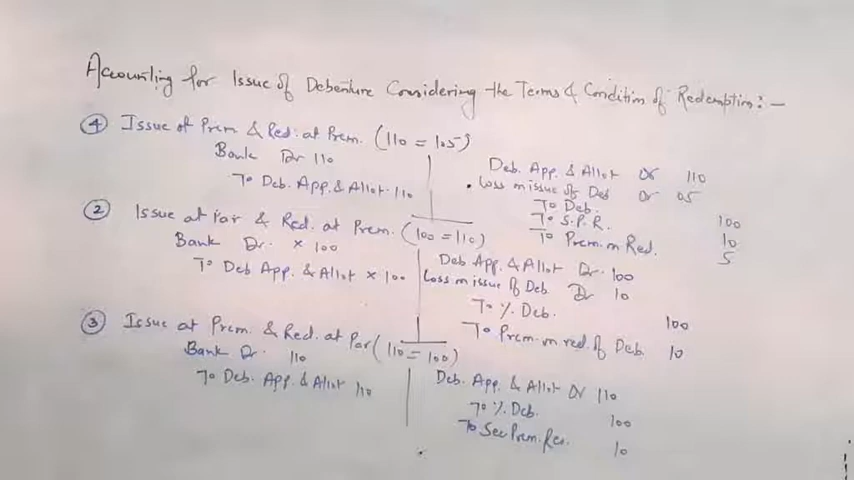 Accounting for Issue of Debenture Considering the Terms & Condition of Redemption:-
④ Issue at Prem & Red. at Prem. (110 = 105)
Bank Dr 110
To Deb. App. & Allot. 110
Deb. App. & Allot Dr 110
Loss on issue of Deb Dr 05
To Deb. 100
To S.P.R. 10
To Prem. on Red. 5
② Issue at Par & Red. at Prem. (100 = 110)
Bank Dr. × 100
To Deb App. & Allot × 100
Deb App. & Allot Dr. 100
Loss on issue of Deb Dr 10
To % Deb. 100
To Prem. on red. of Deb. 10
③ Issue at Prem. & Red. at Par (110 = 100)
Bank Dr. 110
To Deb. App. & Allot 110
Deb. App. & Allot Dr 110
To % Deb. 100
To Sec Prem. Res. 10